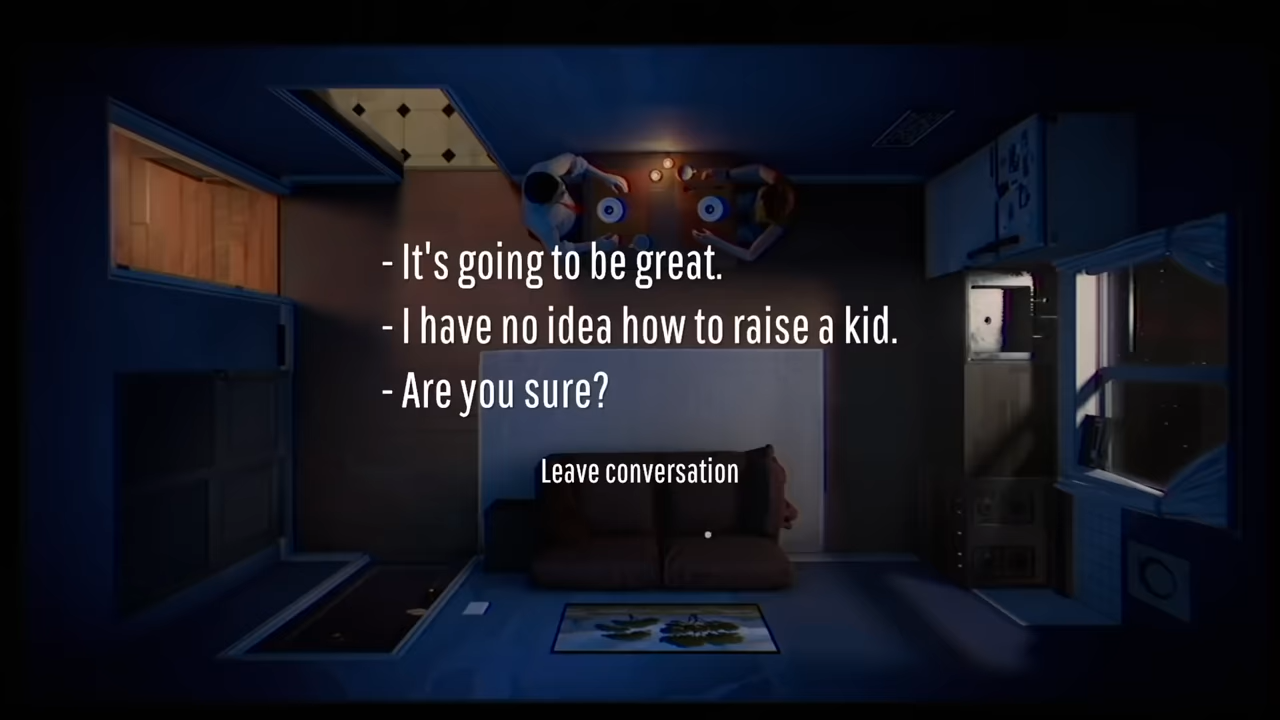 - It's going to be great.
- I have no idea how to raise a kid.
- Are you sure?
Leave conversation